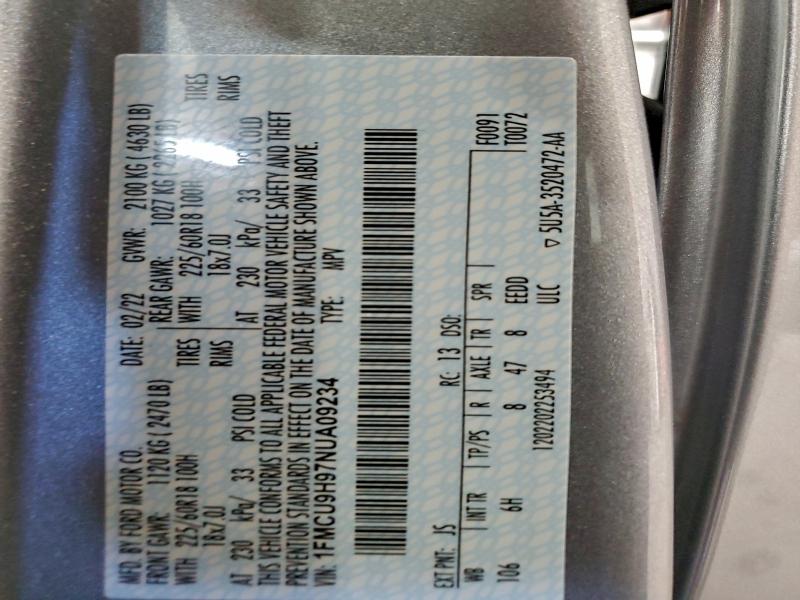 MFD. BY FORD MOTOR CO. DATE: 02/22 GVWR: 2100 KG ( 4630 LB)
FRONT GAWR: 1120 KG ( 2470 LB) REAR GAWR: 1027 KG ( 2265 LB)
WITH 225/60R18 100H TIRES WITH 225/60R18 100H TIRES
18x7.0J RIMS 18x7.0J RIMS
AT 230 kPa/ 33 PSI COLD AT 230 kPa/ 33 PSI COLD
THIS VEHICLE CONFORMS TO ALL APPLICABLE FEDERAL MOTOR VEHICLE SAFETY AND THEFT
PREVENTION STANDARDS IN EFFECT ON THE DATE OF MANUFACTURE SHOWN ABOVE.
VIN: 1FMCU9H97NUA09234 TYPE: MPV
EXT PNT: JS RC: 13 DSO: F0091
WB INT TR TP/PS R AXLE TR SPR T0072
106 6H 8 47 8 EEDD
1202202253494 ULC ▽ 5U5A-3520472-AA